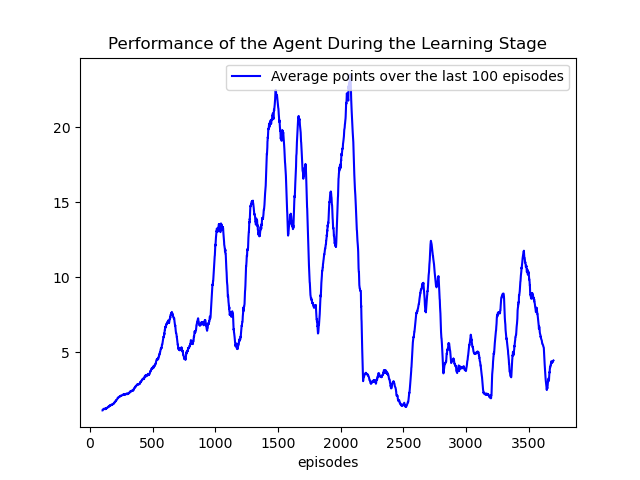 Performance of the Agent During the Learning Stage
Average points over the last 100 episodes
20
15
10
5
0 500 1000 1500 2000 2500 3000 3500
episodes